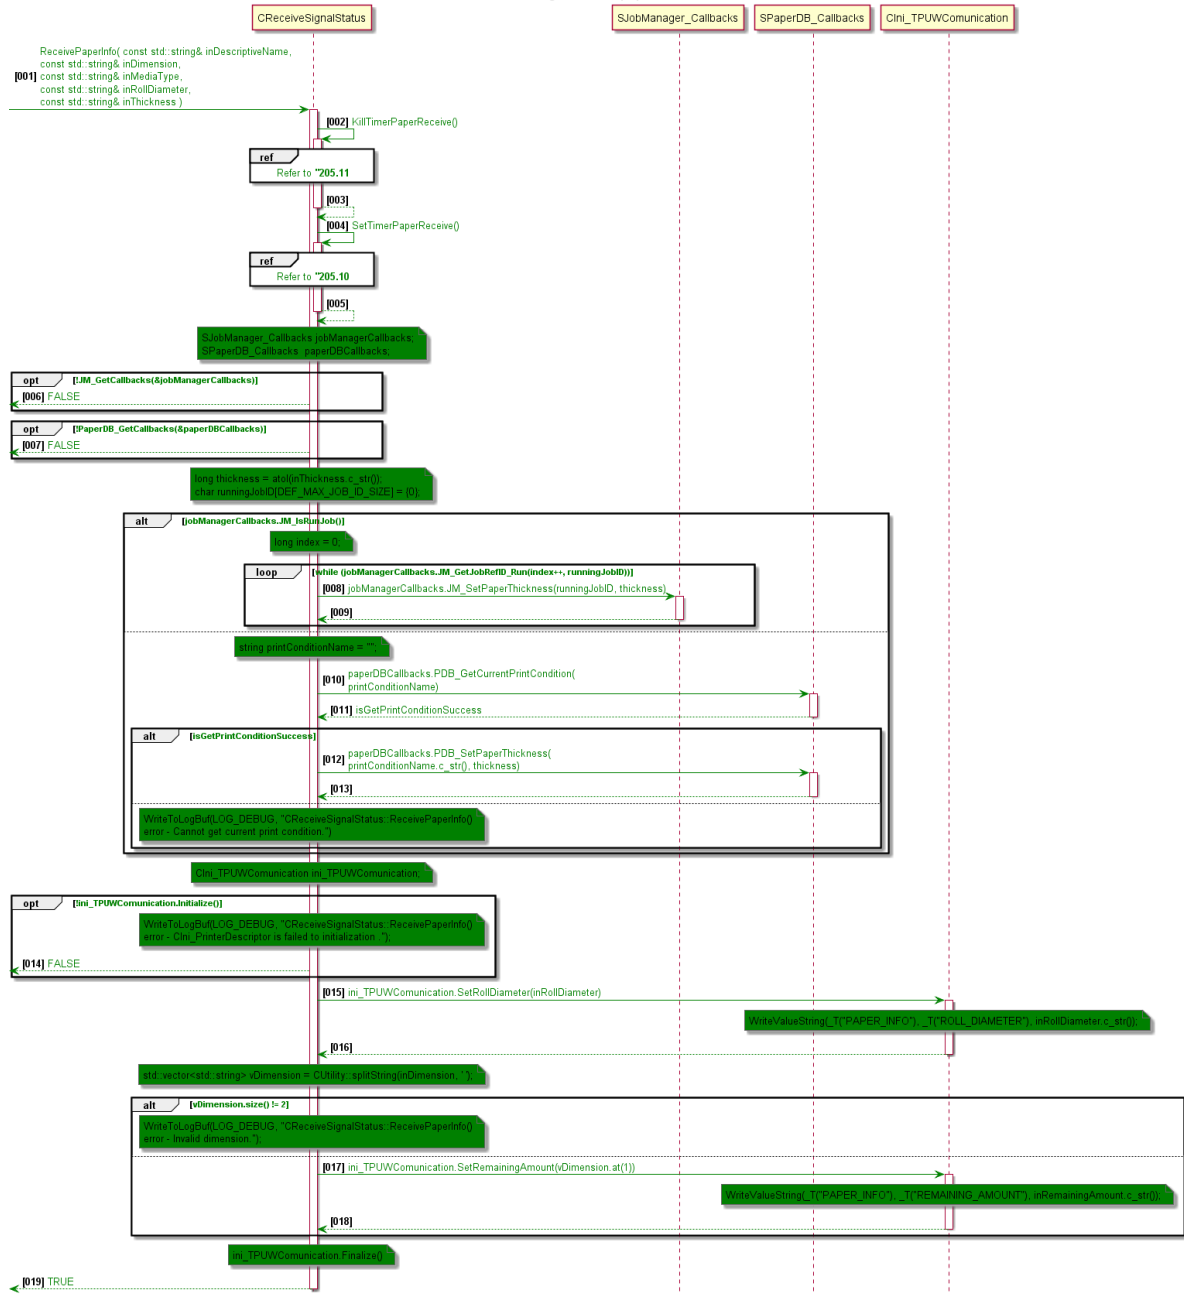 CReceiveSignalStatus
SJobManager_Callbacks
SPaperDB_Callbacks
CIni_TPUWComunication
ReceivePaperInfo( const std::string& inDescriptiveName,
const std::string& inDimension,
[001] const std::string& inMediaType,
const std::string& inRollDiameter,
const std::string& inThickness )
[002] KillTimerPaperReceive()
ref
Refer to "205.11
[003]
[004] SetTimerPaperReceive()
ref
Refer to "205.10
[005]
SJobManager_Callbacks jobManagerCallbacks;
SPaperDB_Callbacks  paperDBCallbacks;
opt [!JM_GetCallbacks(&jobManagerCallbacks)]
[006] FALSE
opt [!PaperDB_GetCallbacks(&paperDBCallbacks)]
[007] FALSE
long thickness = atol(inThickness.c_str());
char runningJobID[DEF_MAX_JOB_ID_SIZE] = {0};
alt [jobManagerCallbacks.JM_IsRunJob()]
long index = 0;
loop [while (jobManagerCallbacks.JM_GetJobRefID_Run(index++, runningJobID))]
[008] jobManagerCallbacks.JM_SetPaperThickness(runningJobID, thickness)
[009]
string printConditionName = "";
[010] paperDBCallbacks.PDB_GetCurrentPrintCondition(
printConditionName)
[011] isGetPrintConditionSuccess
alt [isGetPrintConditionSuccess]
[012] paperDBCallbacks.PDB_SetPaperThickness(
printConditionName.c_str(), thickness)
[013]
WriteToLogBuf(LOG_DEBUG, "CReceiveSignalStatus::ReceivePaperInfo()
error - Cannot get current print condition.")
CIni_TPUWComunication ini_TPUWComunication;
opt [!ini_TPUWComunication.Initialize()]
WriteToLogBuf(LOG_DEBUG, "CReceiveSignalStatus::ReceivePaperInfo()
error - CIni_PrinterDescriptor is failed to initialization .");
[014] FALSE
[015] ini_TPUWComunication.SetRollDiameter(inRollDiameter)
WriteValueString(_T("PAPER_INFO"), _T("ROLL_DIAMETER"), inRollDiameter.c_str());
[016]
std::vector<std::string> vDimension = CUtility::splitString(inDimension, ' ');
alt [vDimension.size() != 2]
WriteToLogBuf(LOG_DEBUG, "CReceiveSignalStatus::ReceivePaperInfo()
error - Invalid dimension.");
[017] ini_TPUWComunication.SetRemainingAmount(vDimension.at(1))
WriteValueString(_T("PAPER_INFO"), _T("REMAINING_AMOUNT"), inRemainingAmount.c_str());
[018]
ini_TPUWComunication.Finalize()
[019] TRUE